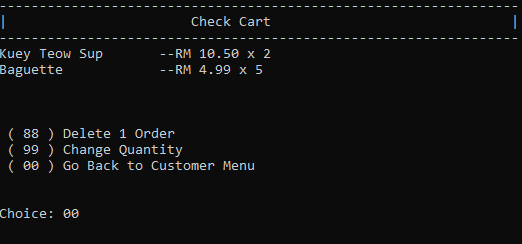 -----------------------------------------------------------------
|                       Check Cart                              |
-----------------------------------------------------------------
Kuey Teow Sup       --RM 10.50 x 2
Baguette            --RM 4.99 x 5
( 88 ) Delete 1 Order
( 99 ) Change Quantity
( 00 ) Go Back to Customer Menu
Choice: 00